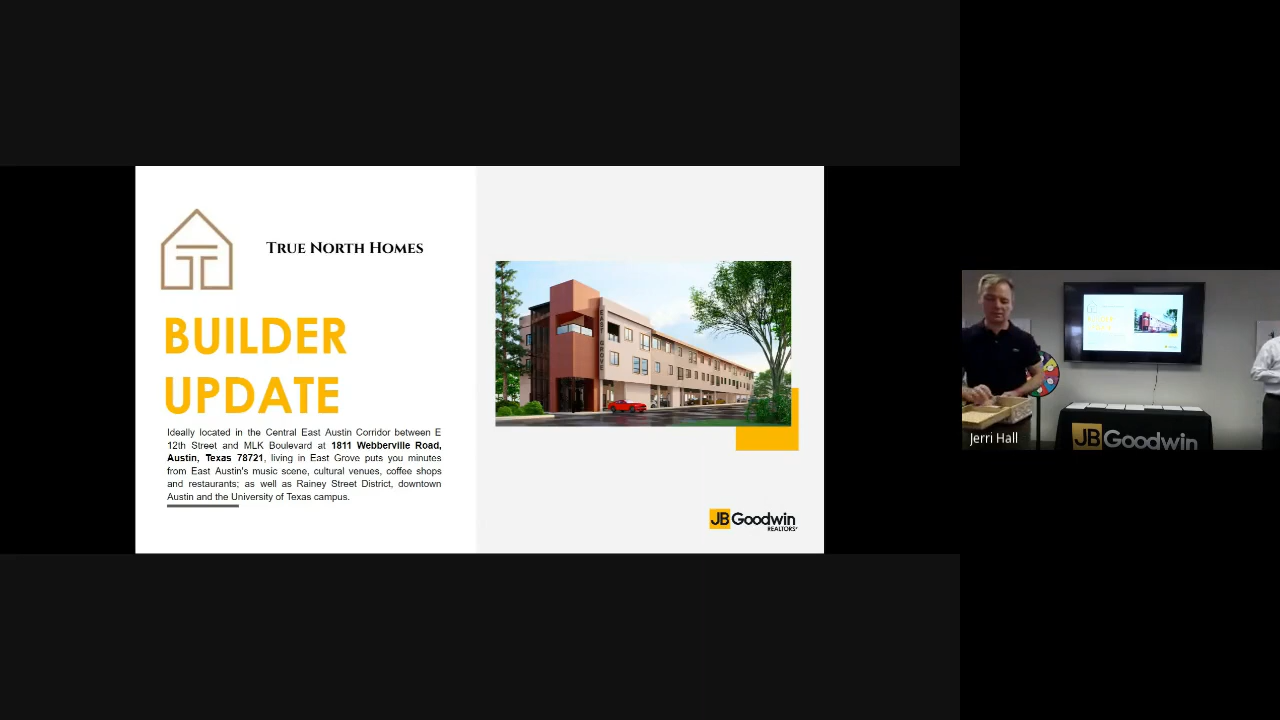 TRUE NORTH HOMES
BUILDER
UPDATE
Ideally located in the Central East Austin Corridor between E
12th Street and MLK Boulevard at 1811 Webberville Road,
Austin, Texas 78721, living in East Grove puts you minutes
from East Austin's music scene, cultural venues, coffee shops
and restaurants; as well as Rainey Street District, downtown
Austin and the University of Texas campus.
EAST GROVE
JB Goodwin
REALTORS
Jerri Hall
JB Goodwin